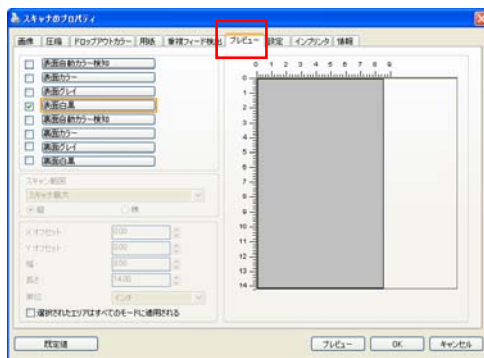 スキャナのプロパティ
画像 圧縮 ドロップアウトカラー 用紙 重複フィード検出 プレビュー 設定 インプリンタ 情報
表面自動カラー検知
表面カラー
表面グレイ
表面白黒
裏面自動カラー検知
裏面カラー
裏面グレイ
裏面白黒
スキャン範囲
スキャナ最大
縦 横
Xオフセット: 0.00
Yオフセット: 0.00
幅: 8.50
長さ: 14.00
単位: インチ
選択されたエリアはすべてのモードに適用される
0 1 2 3 4 5 6 7 8 9
0
1
2
3
4
5
6
7
8
9
10
11
12
13
14
既定値 プレビュー OK キャンセル